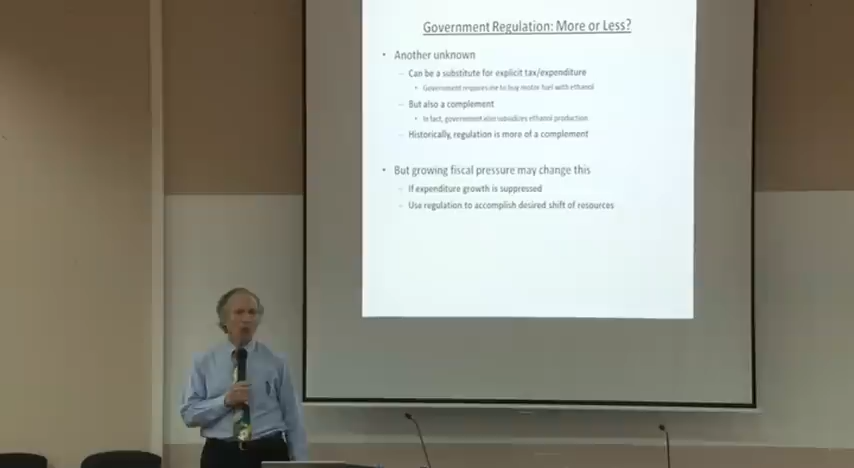 Government Regulation: More or Less?
• Another unknown
– Can be a substitute for explicit tax/expenditure
• Government requires me to buy motor fuel with ethanol
– But also a complement
• In fact, government also subsidizes ethanol production
– Historically, regulation is more of a complement
• But growing fiscal pressure may change this
– If expenditure growth is suppressed
– Use regulation to accomplish desired shift of resources